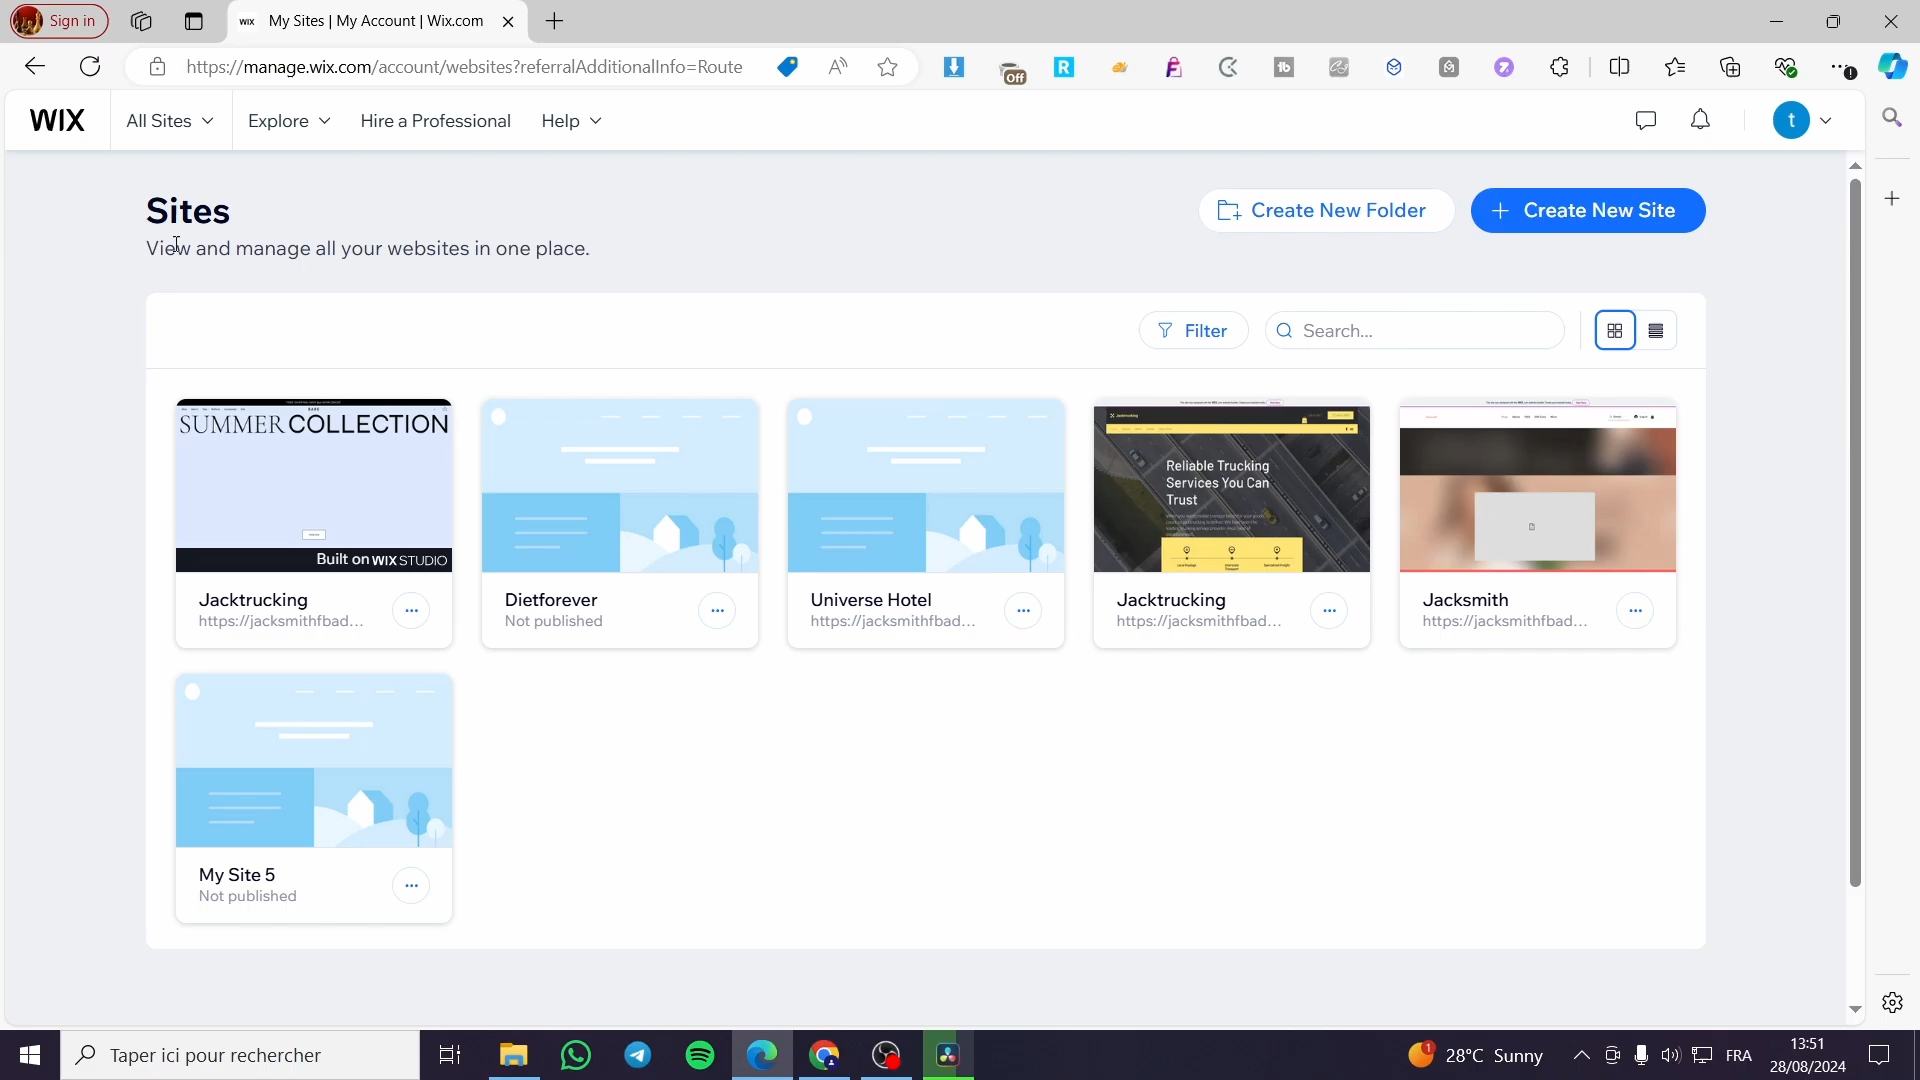 Sign in
WIX My Sites | My Account | Wix.com
https://manage.wix.com/account/websites?referralAdditionalInfo=Route
Off
WIX All Sites Explore Hire a Professional Help t
Sites
View and manage all your websites in one place.
Create New Folder
Create New Site
Filter
Search...
SUMMER COLLECTION
Built on WIX STUDIO
Reliable Trucking
Services You Can
Trust
Jacktrucking
https://jacksmithfbad...
Dietforever
Not published
Universe Hotel
https://jacksmithfbad...
Jacktrucking
https://jacksmithfbad...
Jacksmith
https://jacksmithfbad...
My Site 5
Not published
Taper ici pour rechercher
1
28°C Sunny
FRA
13:51
28/08/2024